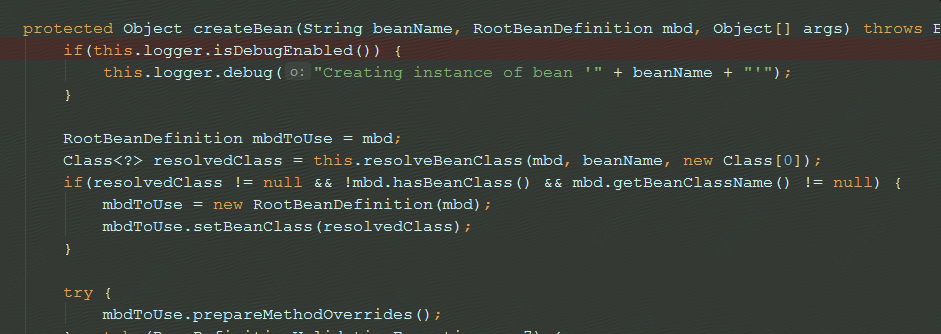 protected Object createBean(String beanName, RootBeanDefinition mbd, Object[] args) throws
if(this.logger.isDebugEnabled()) {
this.logger.debug( o: "Creating instance of bean '" + beanName + "'");
}
RootBeanDefinition mbdToUse = mbd;
Class<?> resolvedClass = this.resolveBeanClass(mbd, beanName, new Class[0]);
if(resolvedClass != null && !mbd.hasBeanClass() && mbd.getBeanClassName() != null) {
mbdToUse = new RootBeanDefinition(mbd);
mbdToUse.setBeanClass(resolvedClass);
}
try {
mbdToUse.prepareMethodOverrides();